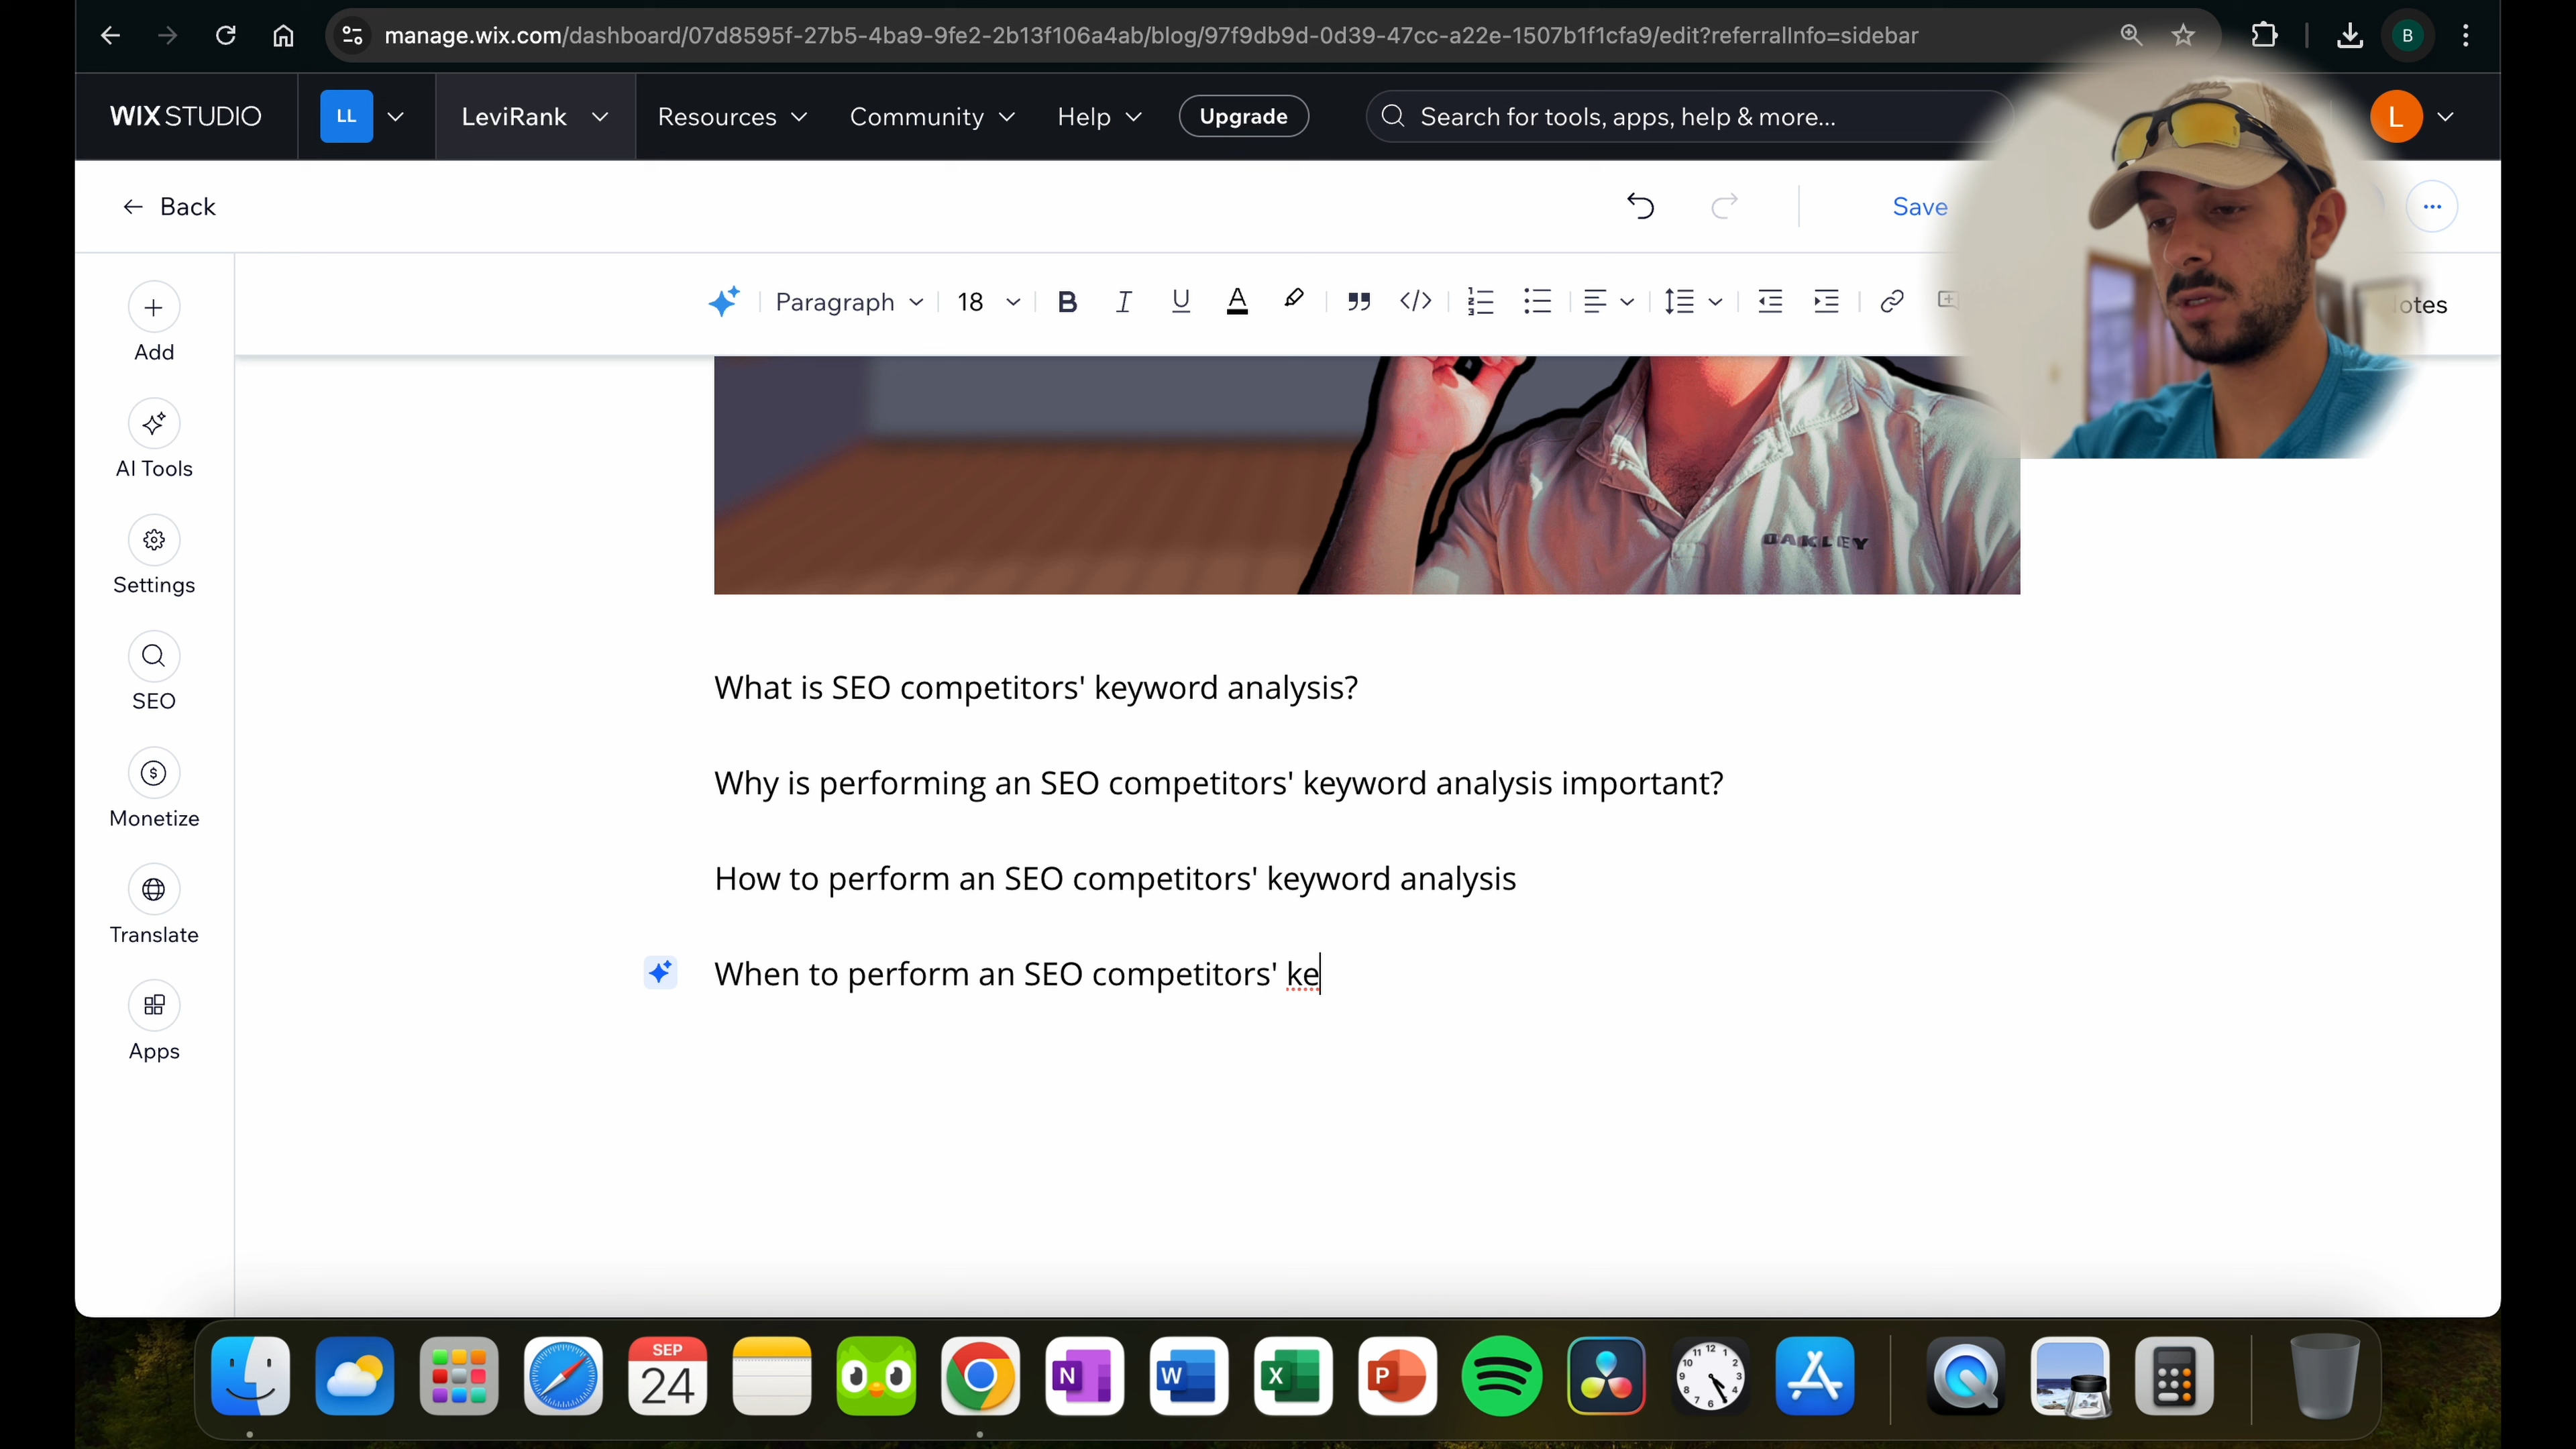 manage.wix.com/dashboard/07d8595f-27b5-4ba9-9fe2-2b13f106a4ab/blog/97f9db9d-0d39-47cc-a22e-1507b1f1cfa9/edit?referralInfo=sidebar
B
WIX STUDIO
LL
LeviRank
Resources
Community
Help
Upgrade
Search for tools, apps, help & more...
L
Back
Save
Paragraph
18
B
I
U
A
otes
Add
AI Tools
Settings
SEO
Monetize
Translate
Apps
OAKLEY
What is SEO competitors' keyword analysis?
Why is performing an SEO competitors' keyword analysis important?
How to perform an SEO competitors' keyword analysis
When to perform an SEO competitors' ke
SEP
24
N
W
X
P